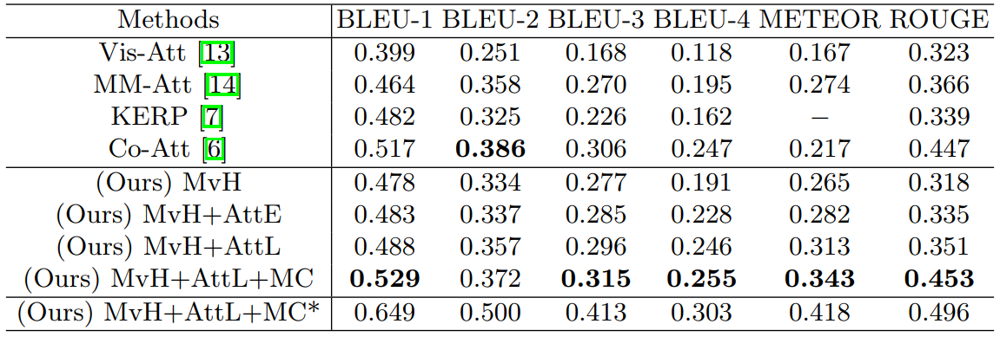 Methods BLEU-1 BLEU-2 BLEU-3 BLEU-4 METEOR ROUGE
Vis-Att [13] 0.399 0.251 0.168 0.118 0.167 0.323
MM-Att [14] 0.464 0.358 0.270 0.195 0.274 0.366
KERP [7] 0.482 0.325 0.226 0.162 − 0.339
Co-Att [6] 0.517 0.386 0.306 0.247 0.217 0.447
(Ours) MvH 0.478 0.334 0.277 0.191 0.265 0.318
(Ours) MvH+AttE 0.483 0.337 0.285 0.228 0.282 0.335
(Ours) MvH+AttL 0.488 0.357 0.296 0.246 0.313 0.351
(Ours) MvH+AttL+MC 0.529 0.372 0.315 0.255 0.343 0.453
(Ours) MvH+AttL+MC* 0.649 0.500 0.413 0.303 0.418 0.496